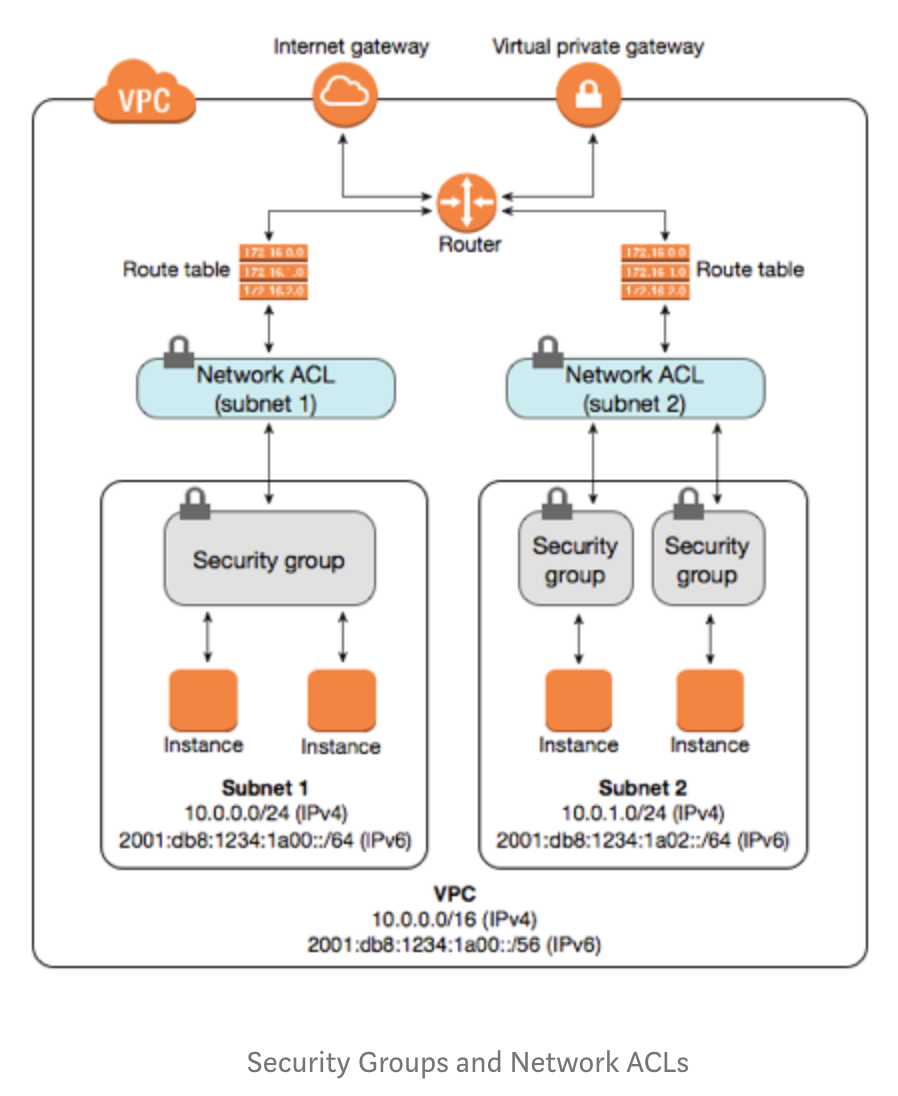 Internet gateway
Virtual private gateway
VPC
Router
Route table
172.16.0.0
172.16. .0
172.16.2.0
172.16.0.0
172.16.1.0
172.16.2.0
Route table
Network ACL
(subnet 1)
Network ACL
(subnet 2)
Security group
Security
group
Security
group
Instance
Instance
Instance
Instance
Subnet 1
10.0.0.0/24 (IPv4)
2001:db8:1234:1a00::/64 (IPv6)
Subnet 2
10.0.1.0/24 (IPv4)
2001:db8:1234:1a02::/64 (IPv6)
VPC
10.0.0.0/16 (IPv4)
2001:db8:1234:1a00::/56 (IPv6)
Security Groups and Network ACLs